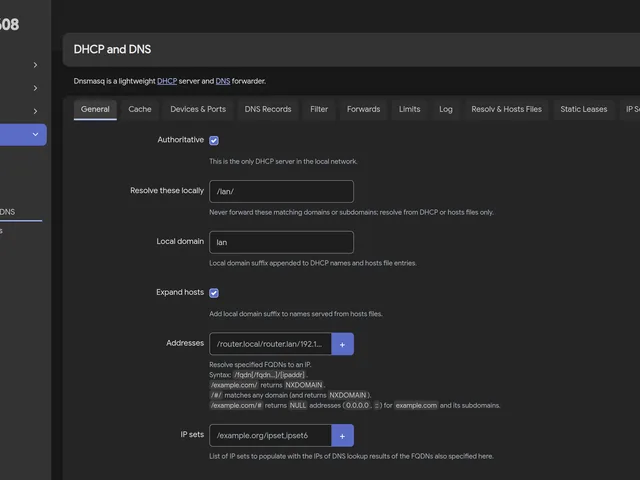 608
DHCP and DNS
Dnsmasq is a lightweight DHCP server and DNS forwarder.
General Cache Devices & Ports DNS Records Filter Forwards Limits Log Resolv & Hosts Files Static Leases IP S
Authoritative
This is the only DHCP server in the local network.
Resolve these locally /lan/
Never forward these matching domains or subdomains; resolve from DHCP or hosts files only.
DNS
s
Local domain lan
Local domain suffix appended to DHCP names and hosts file entries.
Expand hosts
Add local domain suffix to names served from hosts files.
Addresses /router.local/router.lan/192.1... +
Resolve specified FQDNs to an IP.
Syntax: /fqdn[/fqdn…]/[ipaddr] .
/example.com/ returns NXDOMAIN .
/#/ matches any domain (and returns NXDOMAIN ).
/example.com/# returns NULL addresses ( 0.0.0.0 , :: ) for example.com and its subdomains.
IP sets /example.org/ipset,ipset6 +
List of IP sets to populate with the IPs of DNS lookup results of the FQDNs also specified here.